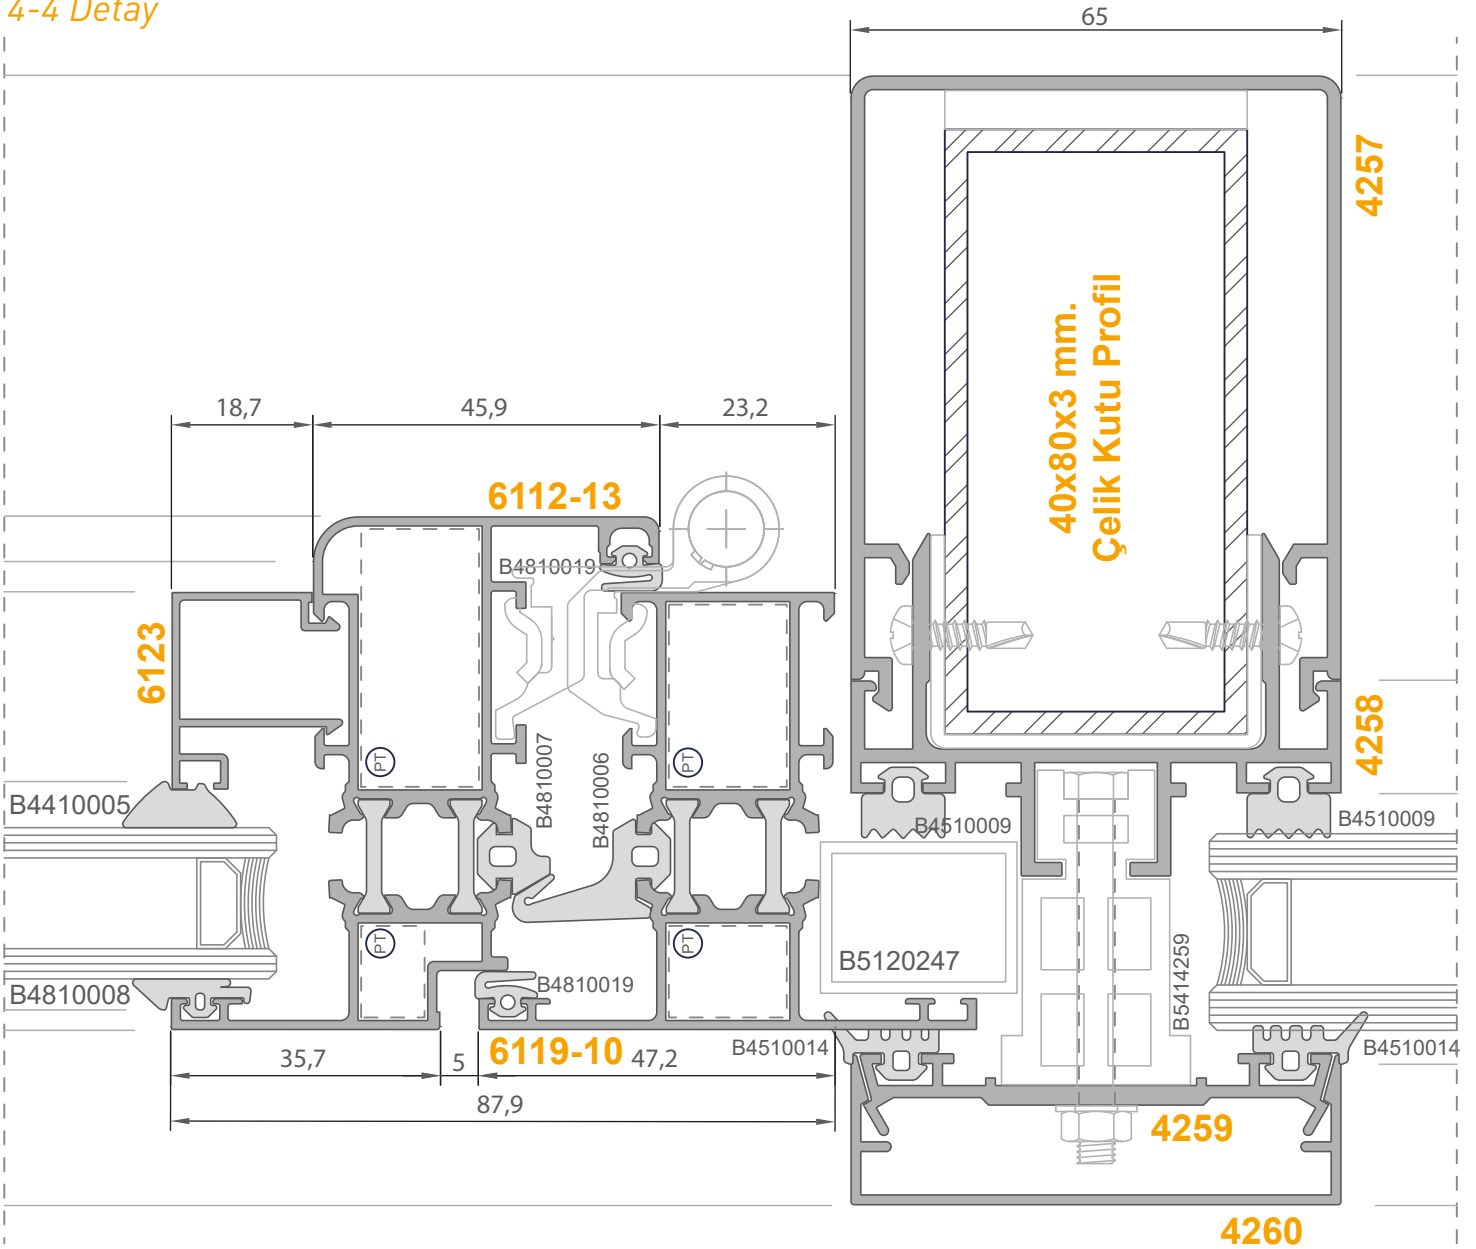 4-4 Detay
65
4257
40x80x3 mm.
Çelik Kutu Profil
18,7
45,9
23,2
6112-13
B4810019
6123
4258
PT
PT
B4810007
B4810006
B4410005
B4510009
B4510009
PT
PT
B4810008
B4810019
B5120247
B5414259
35,7
5
6119-10
47,2
B4510014
B4510014
87,9
4259
4260